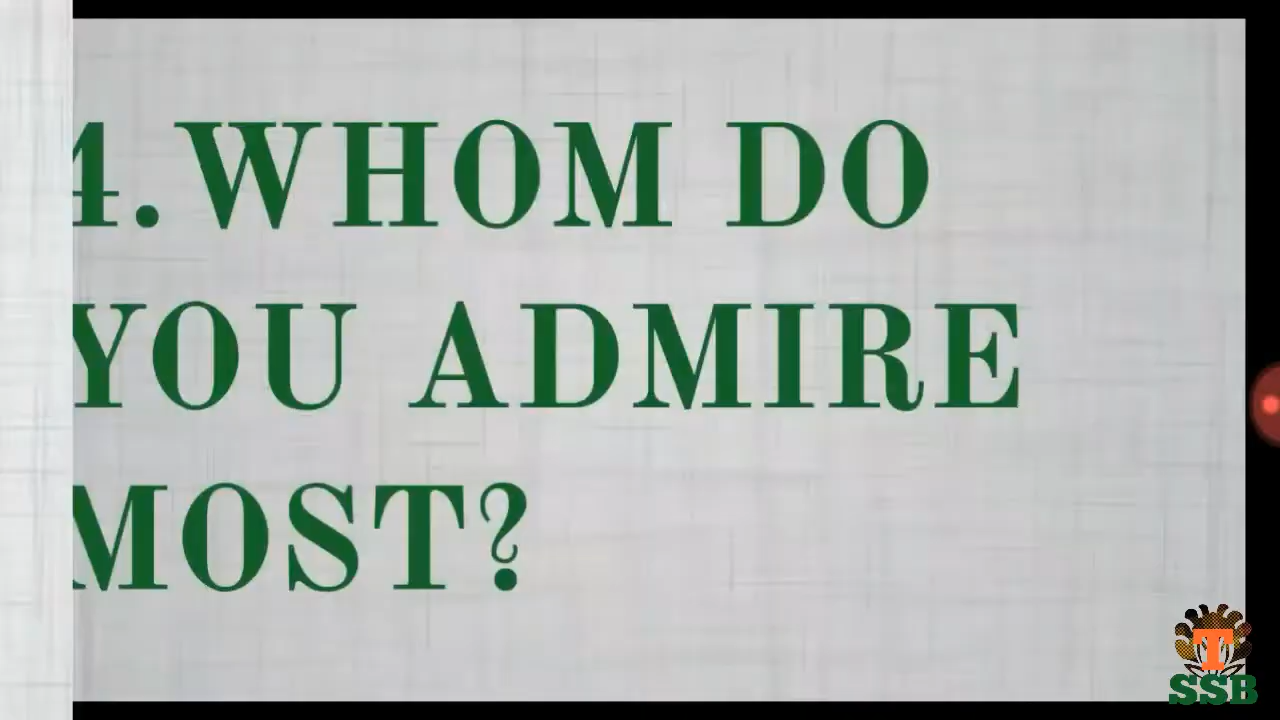 4.WHOM DO
YOU ADMIRE
MOST?
T
SSB